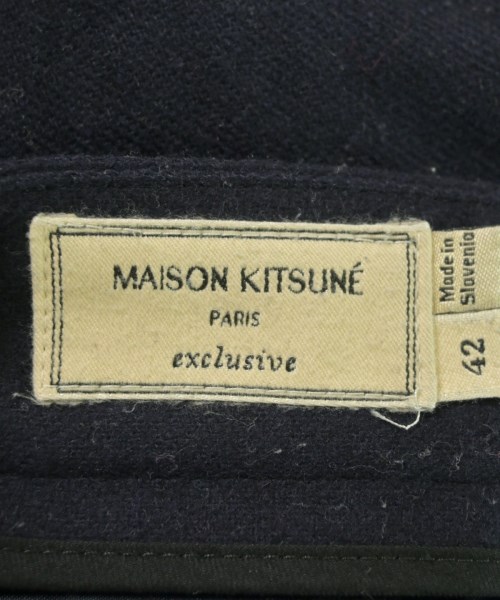 MAISON KITSUNÉ
PARIS
exclusive
Made in
Slovenia
42